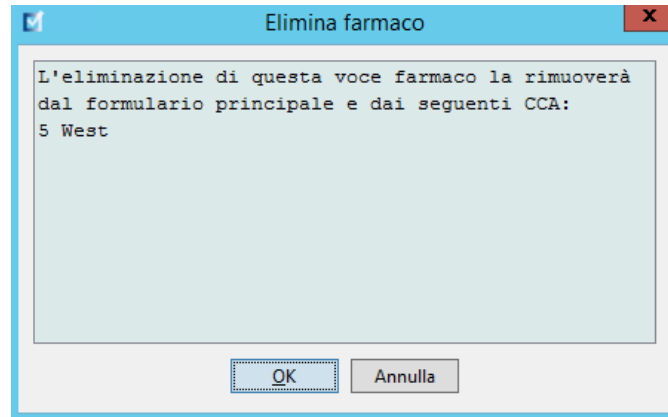 Elimina farmaco
x
L'eliminazione di questa voce farmaco la rimuoverà
dal formulario principale e dai seguenti CCA:
5 West
OK
Annulla